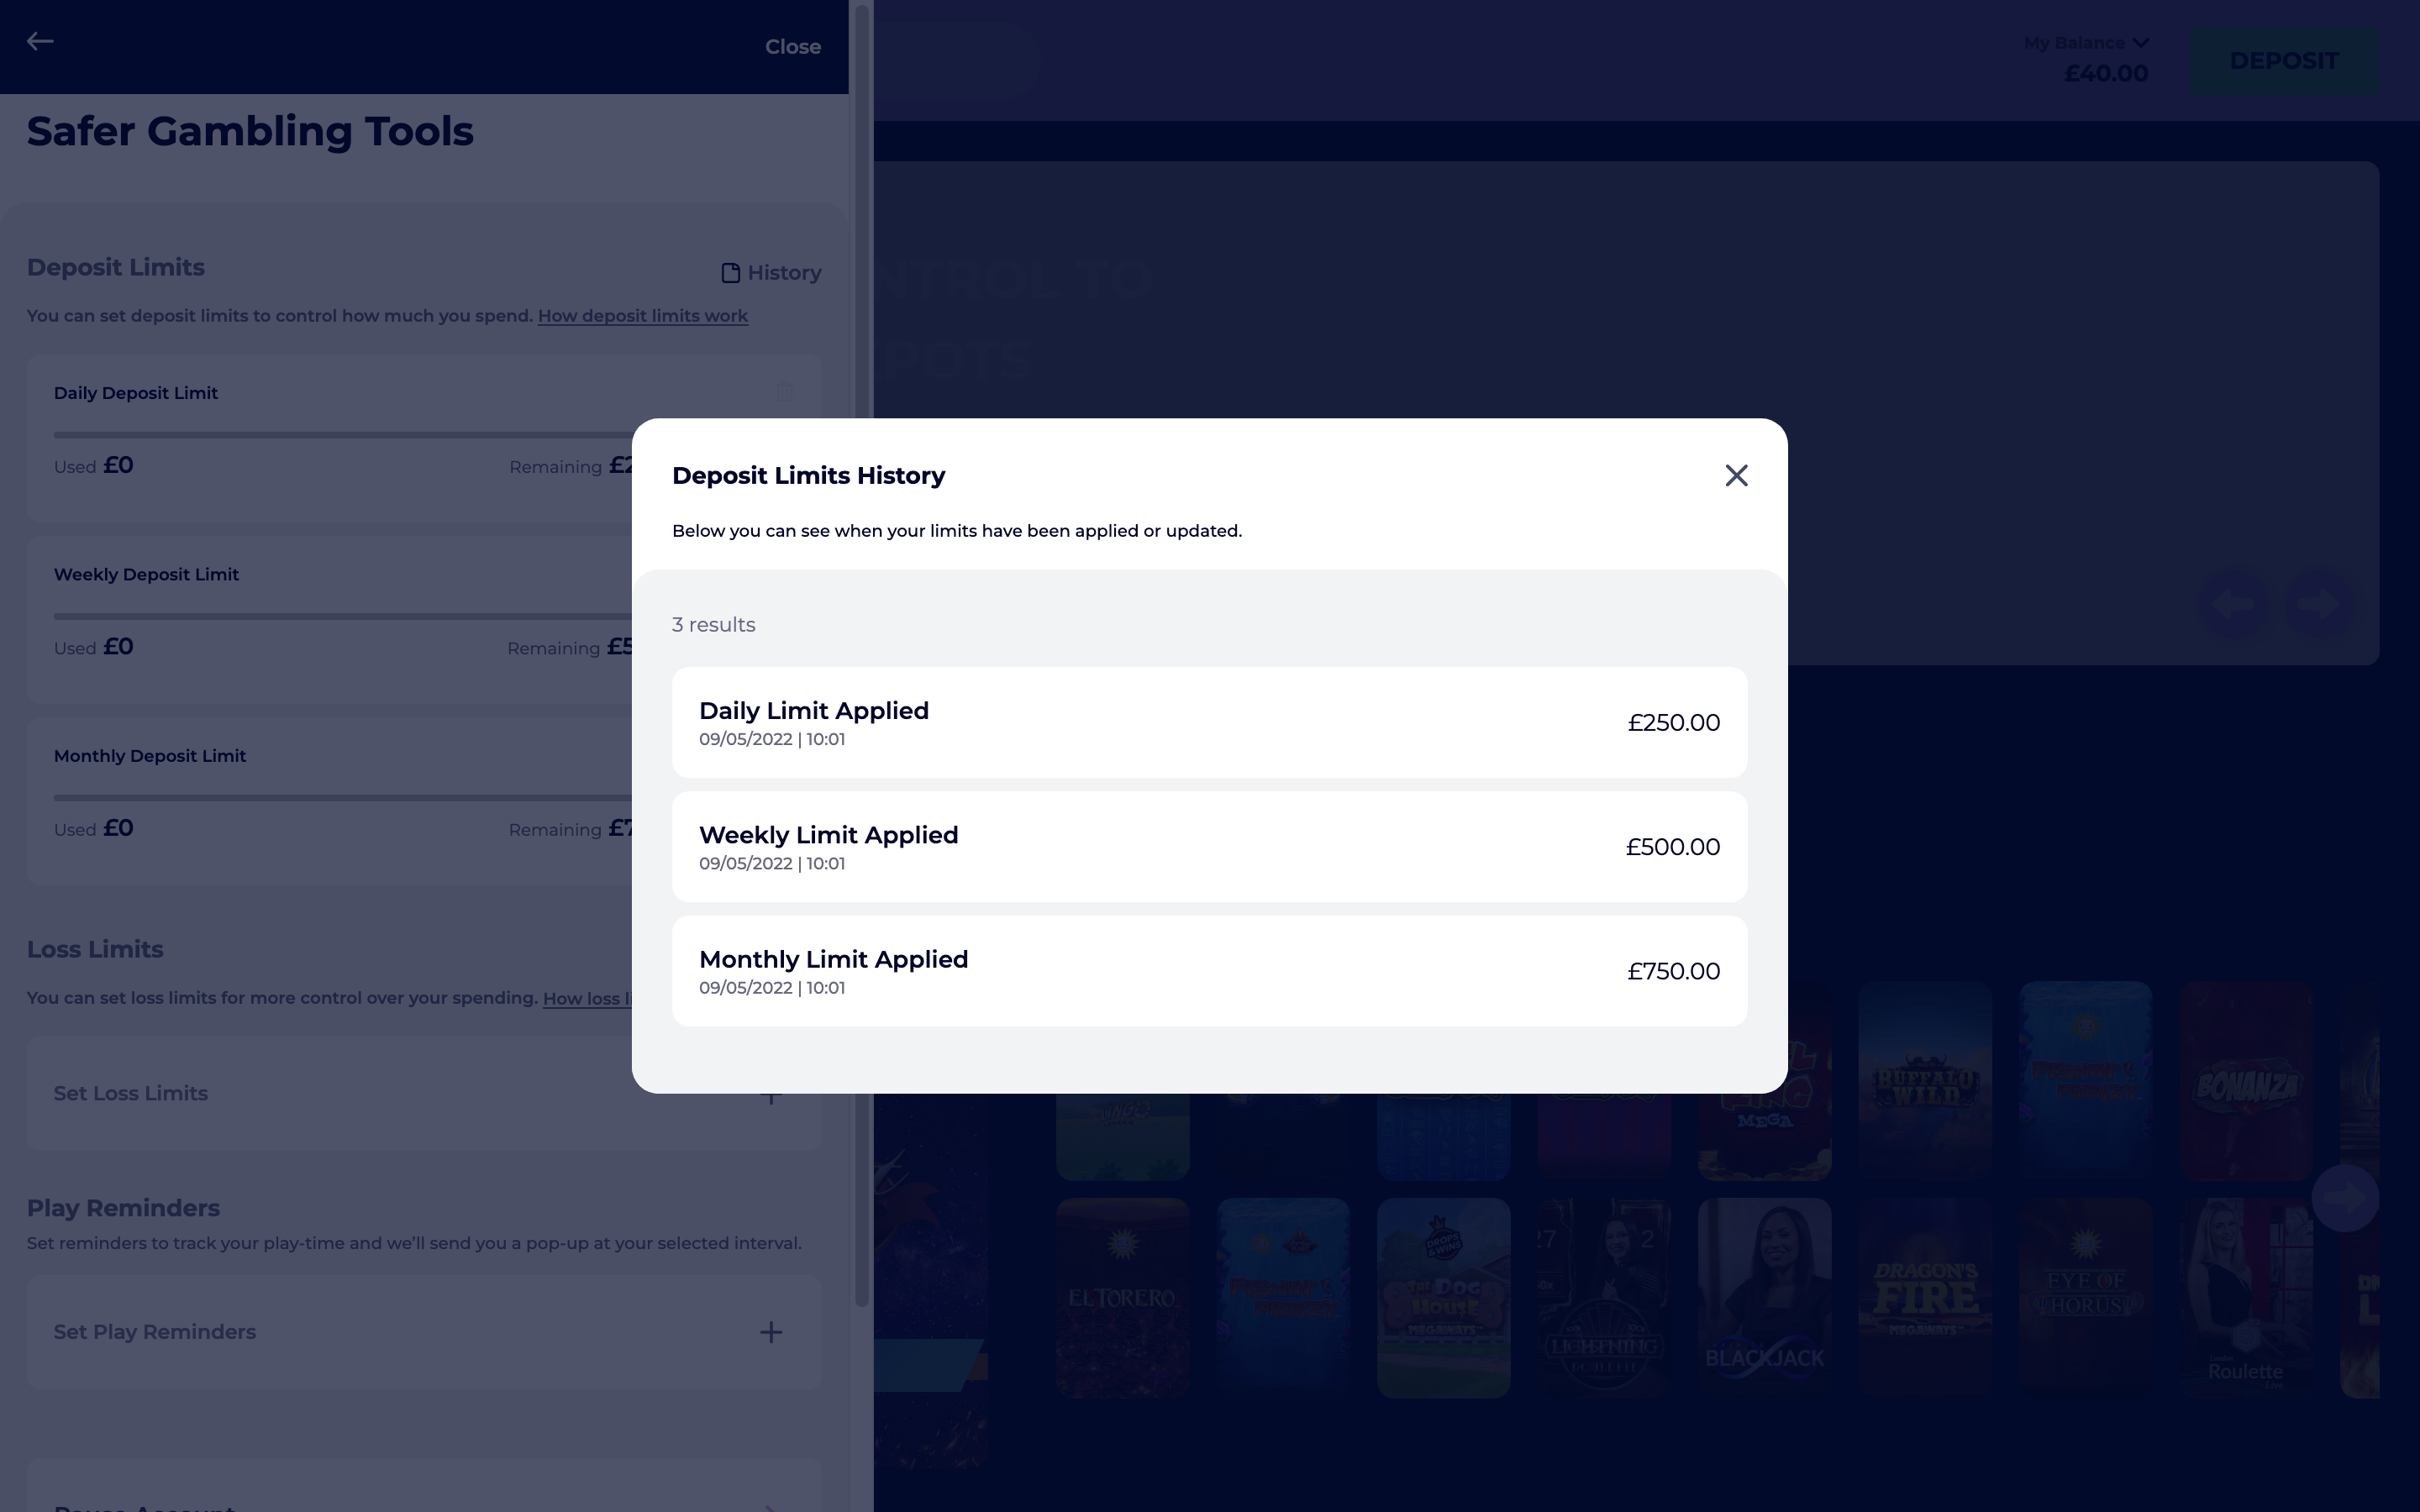 Close
Safer Gambling Tools
Deposit Limits
History
You can set deposit limits to control how much you spend. How deposit limits work
Daily Deposit Limit
Used £0
Remaining
Weekly Deposit Limit
Used £0
Remaining
Monthly Deposit Limit
Used £0
Remaining
Loss Limits
You can set loss limits for more control over your spending. How loss
Set Loss Limits
Play Reminders
Set reminders to track your play-time and we'll send you a pop-up at your selected interval.
Set Play Reminders
My Balance
£40.00
DEPOSIT
NTROL TO
POTS
Deposit Limits History
Below you can see when your limits have been applied or updated.
3 results
Daily Limit Applied
09/05/2022 | 10:01
£250.00
Weekly Limit Applied
09/05/2022 | 10:01
£500.00
Monthly Limit Applied
09/05/2022 | 10:01
£750.00
MEGA
BUFFALO
WILD
BONANZA
EL TORERO
DROPS
& WINS
THE DOG
HOUSE
MEGAWAYS
27
2
LIGHTNING
ROULETTE
BLACKJACK
DRAGON'S
FIRE
MEGAWAYS
EYE OF
HORUS
Roulette